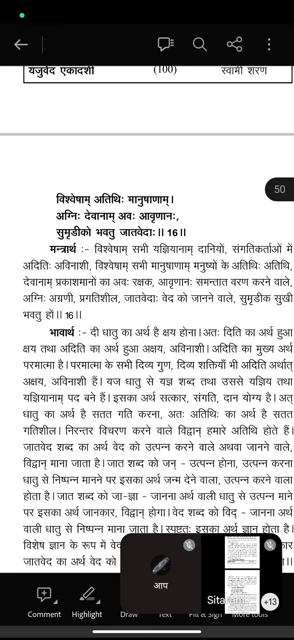 यजुर्वेद एकादशी (100) स्वामी शरण
50
विश्वेषाम् अतिथिः मानुषाणाम्।
अग्निः देवानाम् अवः आवृणानः,
सुमृडीको भवतु जातवेदाः।। 16।।
मन्त्रार्थ :- विश्वेषाम् सभी यज्ञियानाम् दानियों, संगतिकर्ताओं में
अदितिः अविनाशी, विश्वेषाम् सभी मानुषाणाम् मनुष्यों के अतिथिः अतिथि,
देवानाम् प्रकाशमानों का अवः रक्षक, आवृणानः समन्तात वरण करने वाले,
अग्निः अग्रणी, प्रगतिशील, जातवेदाः वेद को जानने वाले, सुमृडीक सुखी
भवतु हों।। 16।।
भावार्थ :- दी धातु का अर्थ है क्षय होना। अतः दिति का अर्थ हुआ
क्षय तथा अदिति का अर्थ हुआ अक्षय, अविनाशी। अदिति का मुख्य अर्थ
परमात्मा है। परमात्मा के सभी दिव्य गुण, दिव्य शक्तियाँ भी अदिति अर्थात्
अक्षय, अविनाशी हैं। यज धातु से यज्ञ शब्द तथा उससे यज्ञिय तथा
यज्ञियानाम् पद बने हैं। इसका अर्थ सत्कार, संगति, दान योग्य है। अत्
धातु का अर्थ है सतत गति करना, अतः अतिथिः का अर्थ है सतत
गतिशील। निरन्तर विचरण करने वाले विद्वान् हमारे अतिथि होते हैं।
जातवेद शब्द का अर्थ वेद को उत्पन्न करने वाले अथवा जानने वाले,
विद्वान् माना जाता है। जात शब्द को जन् - उत्पन्न होना, उत्पन्न करना
धातु से निष्पन्न मानने पर इसका अर्थ जन्म देने वाला, उत्पन्न करने वाला
होता है। जात शब्द को जा-ज्ञा - जानना अर्थ वाली धातु से उत्पन्न माने
पर इसका अर्थ जानकार, विद्वान् होगा। वेद शब्द को विद् - जानना अर्थ
वाली धातु से निष्पन्न माना जाता है। स्पष्टतः इसका अर्थ ज्ञान होता है।
विशेष ज्ञान के रूप में वेद
जातवेद का अर्थ वेद को
आप
Sita
+13
Comment Highlight Draw Text Fill & Sign More tools